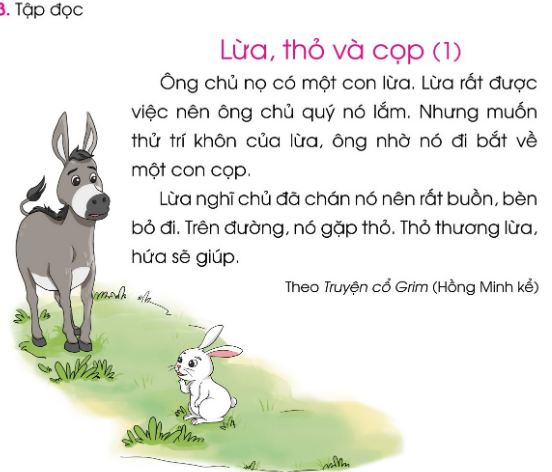 3. Tập đọc
Lừa, thỏ và cọp (1)
Ông chủ nọ có một con lừa. Lừa rất được
việc nên ông chủ quý nó lắm. Nhưng muốn
thử trí khôn của lừa, ông nhờ nó đi bắt về
một con cọp.
Lừa nghĩ chủ đã chán nó nên rất buồn, bèn
bỏ đi. Trên đường, nó gặp thỏ. Thỏ thương lừa,
hứa sẽ giúp.
Theo Truyện cổ Grim (Hồng Minh kể)